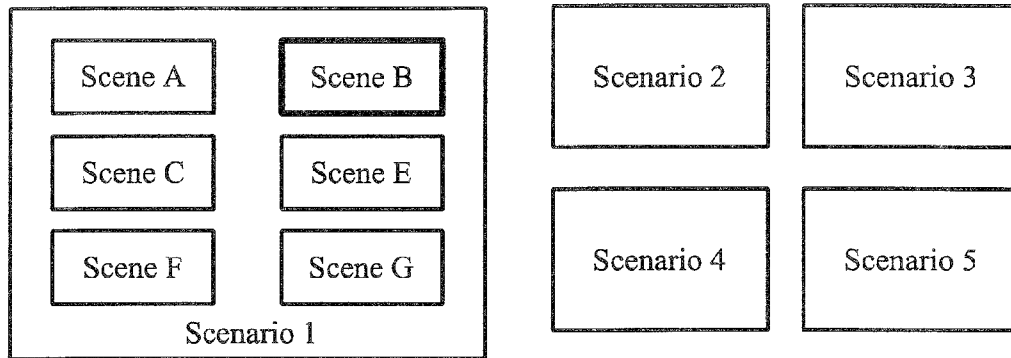 Scene A
Scene B
Scene C
Scene E
Scene F
Scene G
Scenario 1
Scenario 2
Scenario 3
Scenario 4
Scenario 5